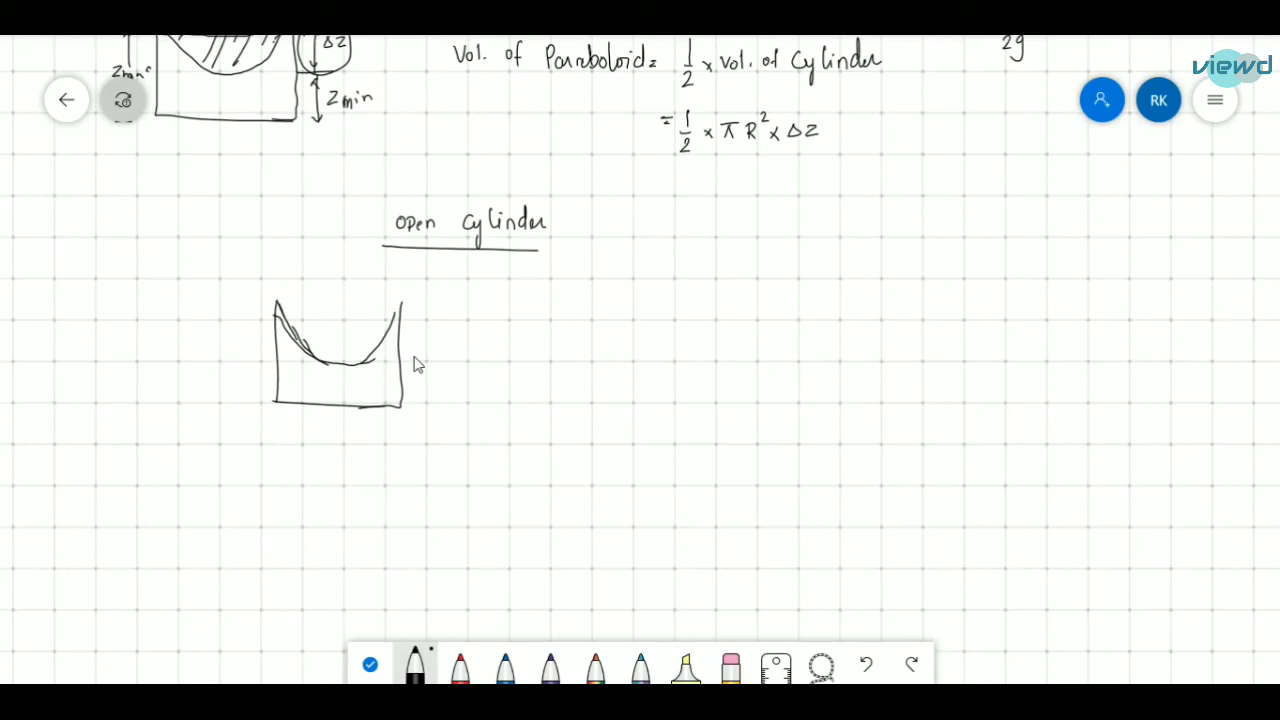 ΔZ
Zmin
Zmin
Vol. of Paraboloid = 1/2 × vol. of Cylinder
= 1/2 × π R² × ΔZ
2g
viewd
RK
open Cylinder